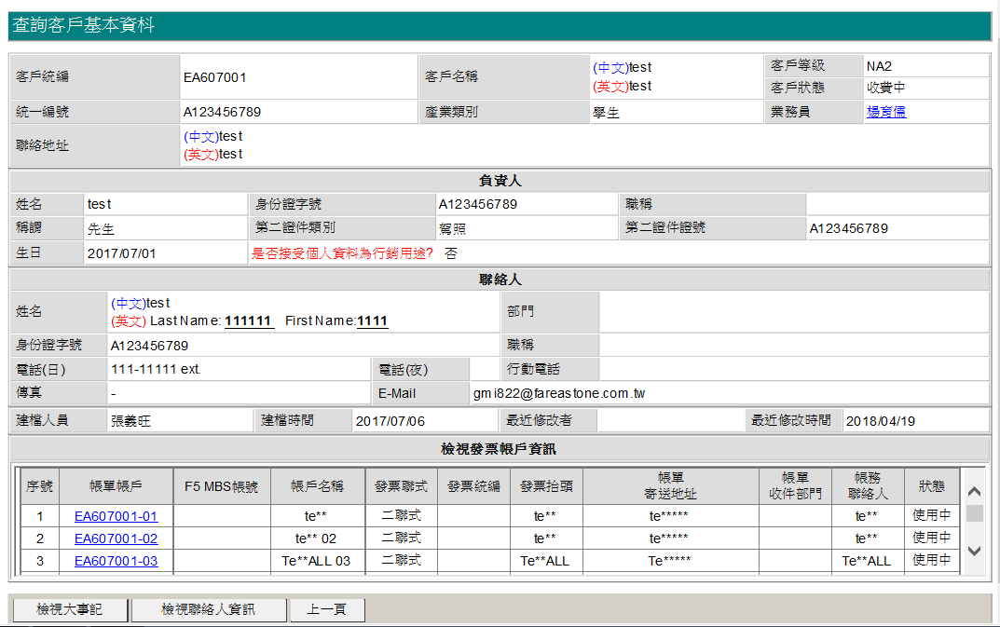 查詢客戶基本資料
客戶統編 EA607001 客戶名稱 (中文)test (英文)test 客戶等級 NA2
客戶狀態 收費中
統一編號 A123456789 產業類別 學生 業務員 楊育儒
聯絡地址 (中文)test
(英文)test
負責人
姓名 test 身份證字號 A123456789 職稱
稱謂 先生 第二證件類別 駕照 第二證件證號 A123456789
生日 2017/07/01 是否接受個人資料為行銷用途? 否
聯絡人
姓名 (中文)test 部門
(英文) Last Name: 111111 First Name:1111
身份證字號 A123456789 職稱
電話(日) 111-11111 ext. 電話(夜) 行動電話
傳真 - E-Mail gmi822@fareastone.com.tw
建檔人員 張義旺 建檔時間 2017/07/06 最近修改者 最近修改時間 2018/04/19
檢視發票帳戶資訊
序號 帳單帳戶 F5 MBS帳號 帳戶名稱 發票聯式 發票統編 發票抬頭 帳單寄送地址 帳單收件部門 帳務聯絡人 狀態
1 EA607001-01 te** 二聯式 te** te***** te** 使用中
2 EA607001-02 te** 02 二聯式 te** te***** te** 使用中
3 EA607001-03 Te**ALL 03 二聯式 Te**ALL Te***** Te**ALL 使用中
檢視大事記 檢視聯絡人資訊 上一頁